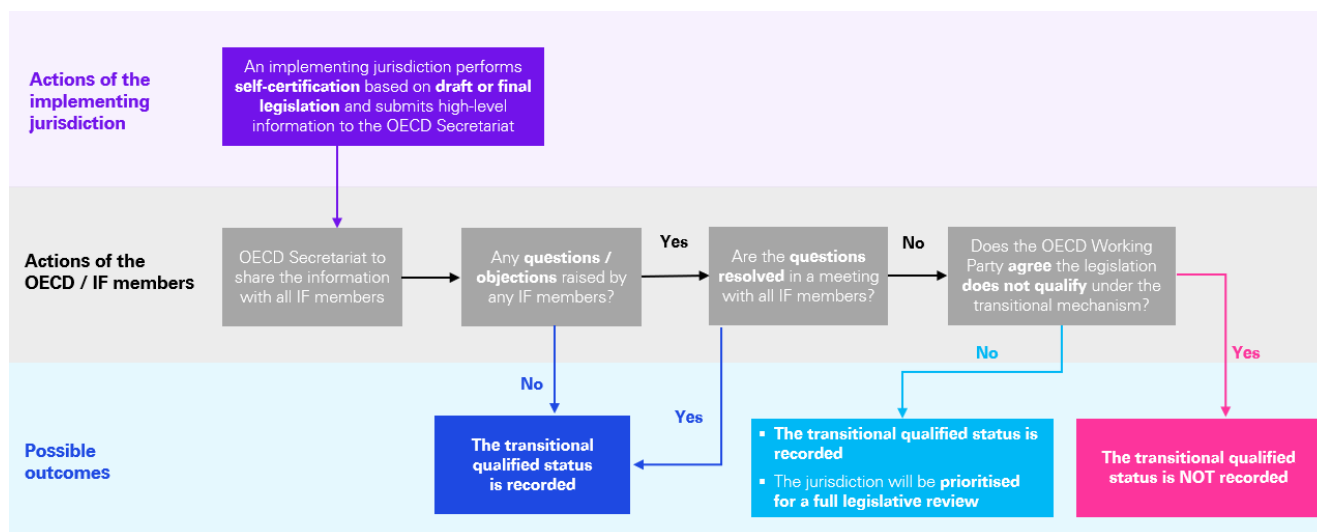 Actions of the
implementing
jurisdiction
An implementing jurisdiction performs
self-certification based on draft or final
legislation and submits high-level
information to the OECD Secretariat
Actions of the
OECD / IF members
OECD Secretariat to
share the information
with all IF members
Any questions /
objections raised by
any IF members?
Yes
Are the questions
resolved in a meeting
with all IF members?
No
Does the OECD Working
Party agree the legislation
does not qualify under the
transitional mechanism?
No
Yes
No
Yes
Possible
outcomes
The transitional
qualified status
is recorded
▪ The transitional qualified status is
recorded
▪ The jurisdiction will be prioritised
for a full legislative review
The transitional qualified
status is NOT recorded